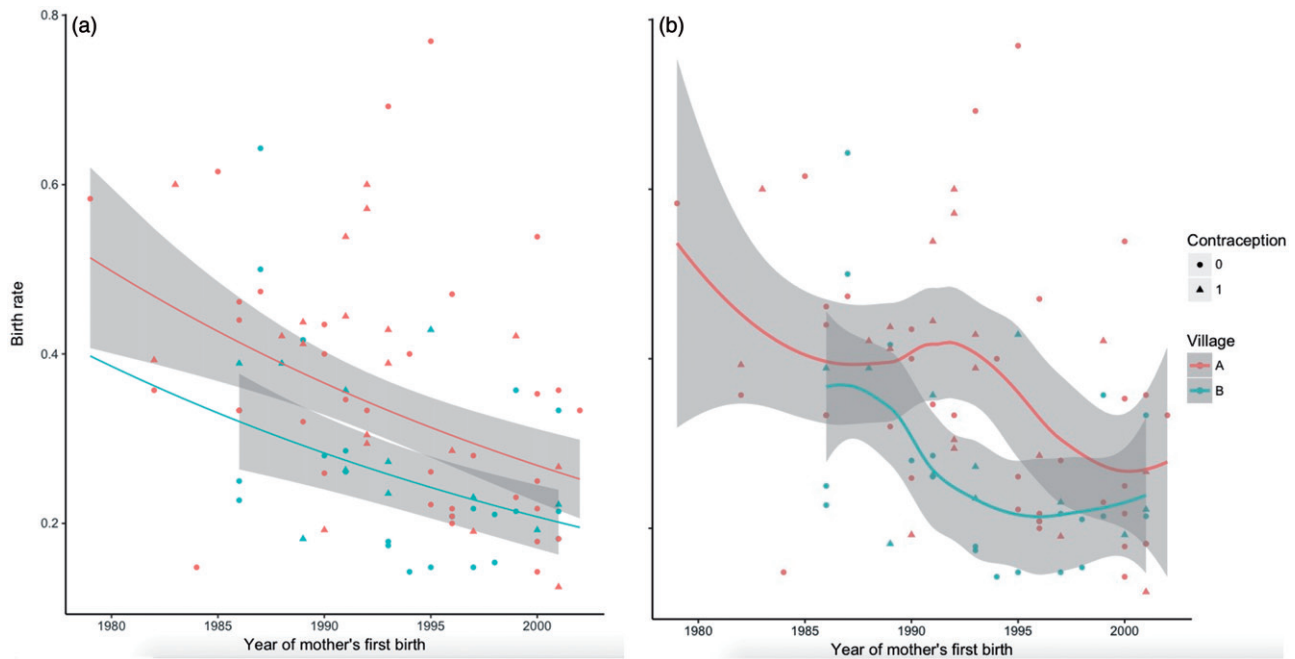 (a)
(b)
0.8
0.6
0.4
0.2
Birth rate
1980 1985 1990 1995 2000
Year of mother's first birth
1980 1985 1990 1995 2000
Year of mother's first birth
Contraception
0
1
Village
A
B